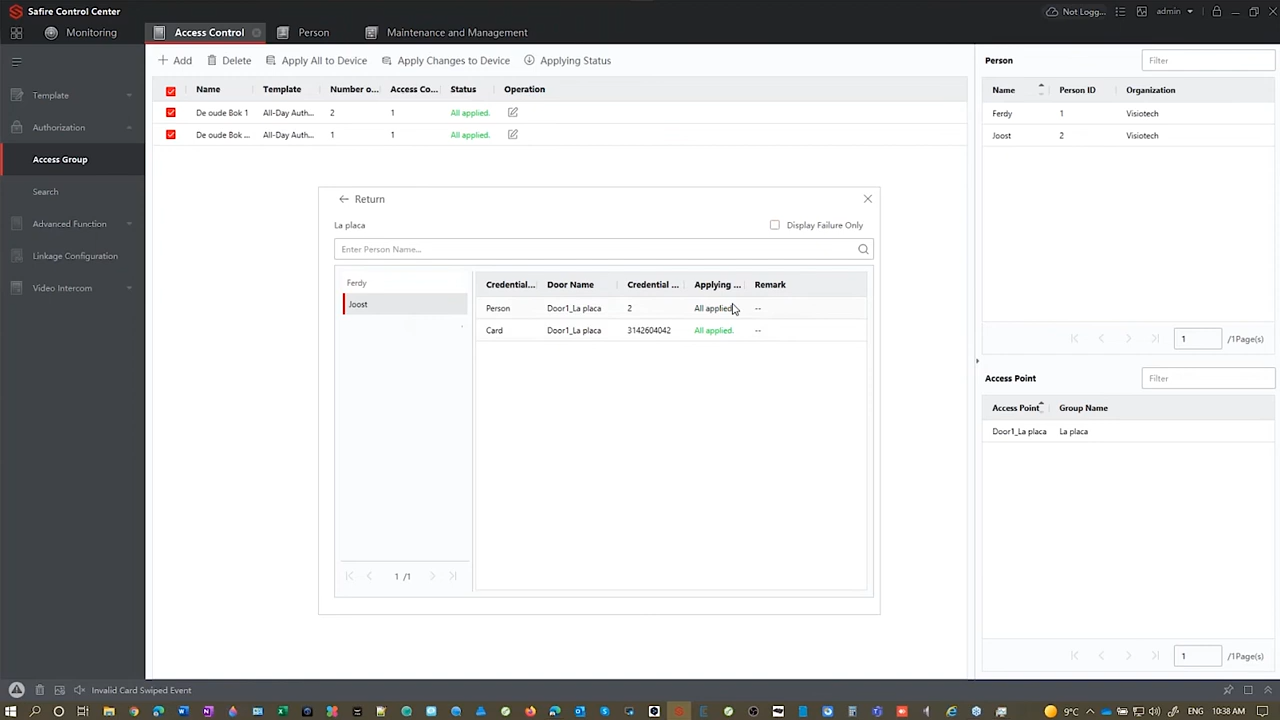 Safire Control Center
Not Logg...
admin
Monitoring
Access Control
Person
Maintenance and Management
Add
Delete
Apply All to Device
Apply Changes to Device
Applying Status
Template
Authorization
Access Group
Search
Advanced Function
Linkage Configuration
Video Intercom
Name Template Number o... Access Co... Status Operation
De oude Bok 1 All-Day Auth... 2 1 All applied.
De oude Bok ... All-Day Auth... 1 1 All applied.
Return
La placa
Display Failure Only
Enter Person Name...
Ferdy
Joost
1 /1
Credential... Door Name Credential ... Applying ... Remark
Person Door1_La placa 2 All applied. --
Card Door1_La placa 3142604042 All applied. --
Person
Filter
Name Person ID Organization
Ferdy 1 Visiotech
Joost 2 Visiotech
1 /1Page(s)
Access Point
Filter
Access Point Group Name
Door1_La placa La placa
1 /1Page(s)
Invalid Card Swiped Event
9°C
ENG
10:38 AM